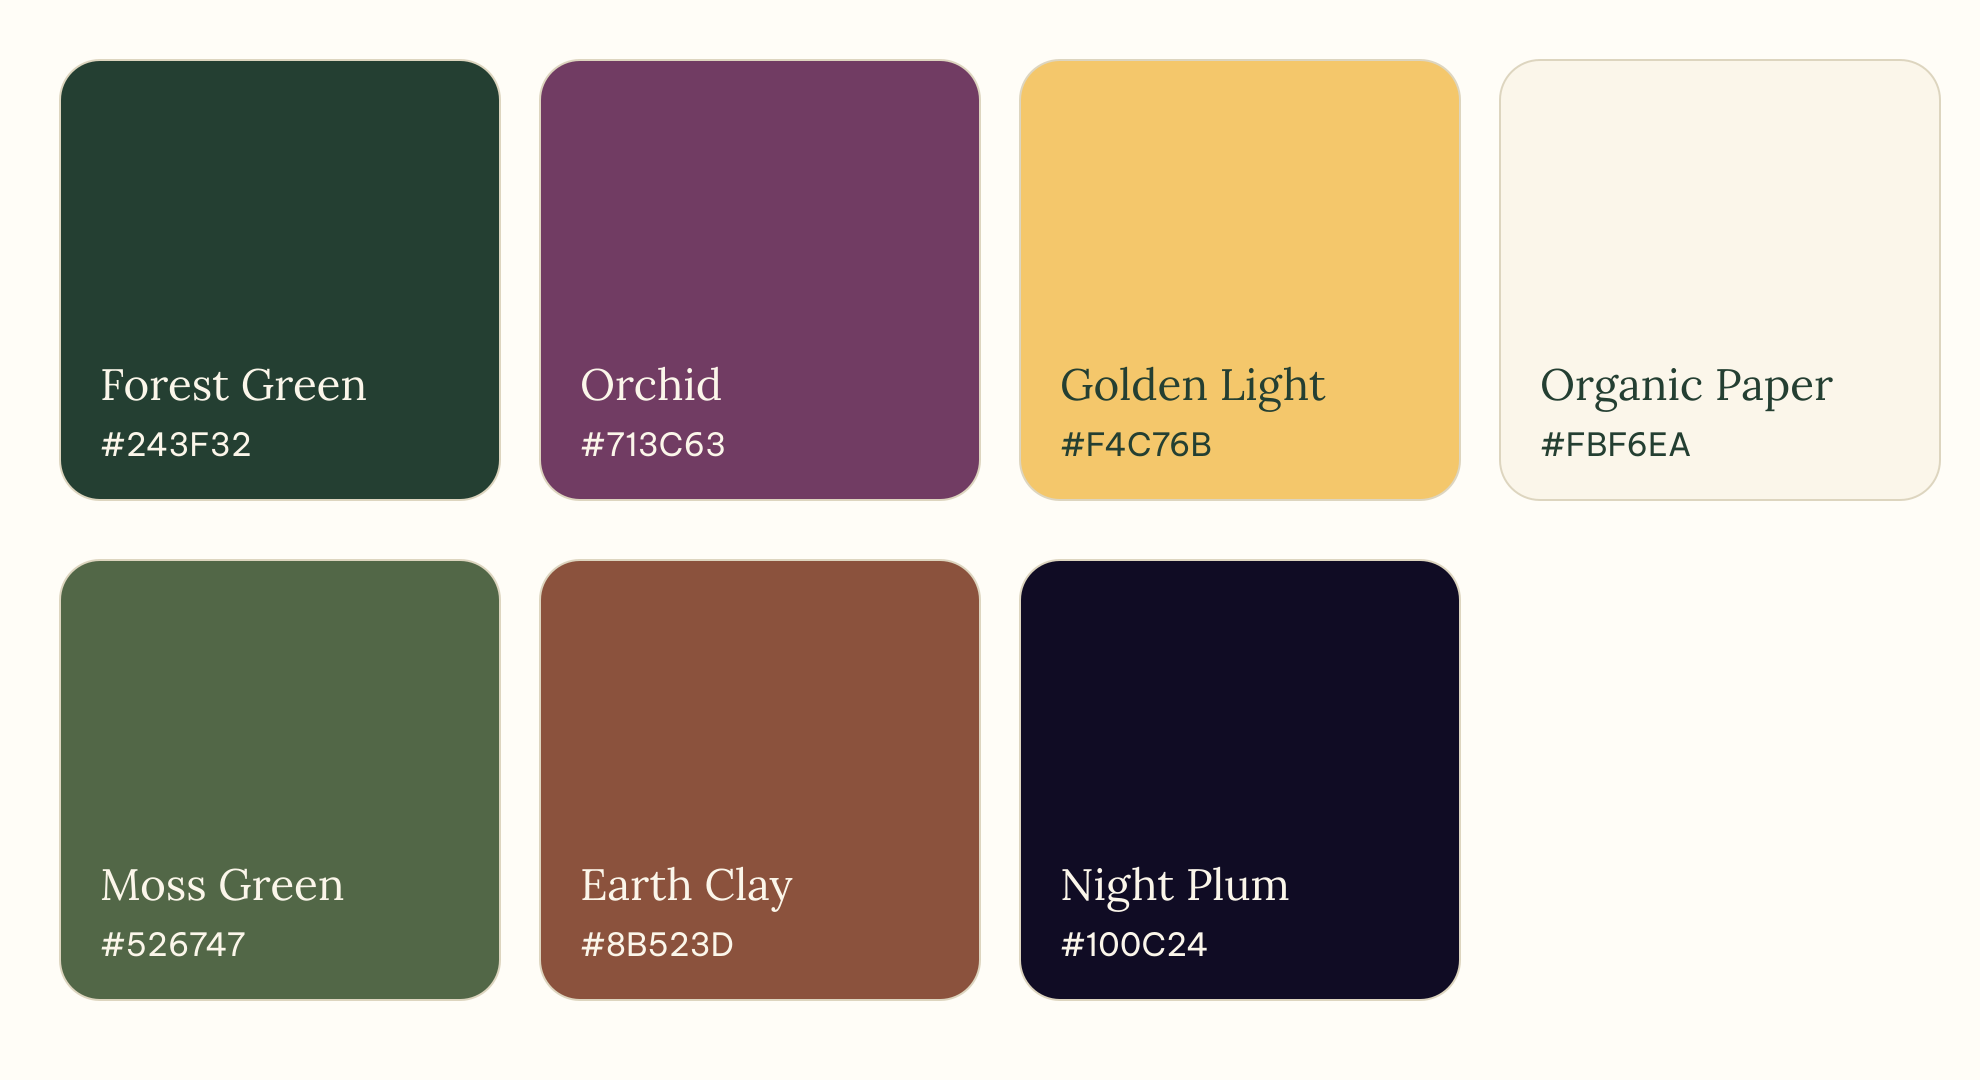 Forest Green
#243F32
Orchid
#713C63
Golden Light
#F4C76B
Organic Paper
#FBF6EA
Moss Green
#526747
Earth Clay
#8B523D
Night Plum
#100C24